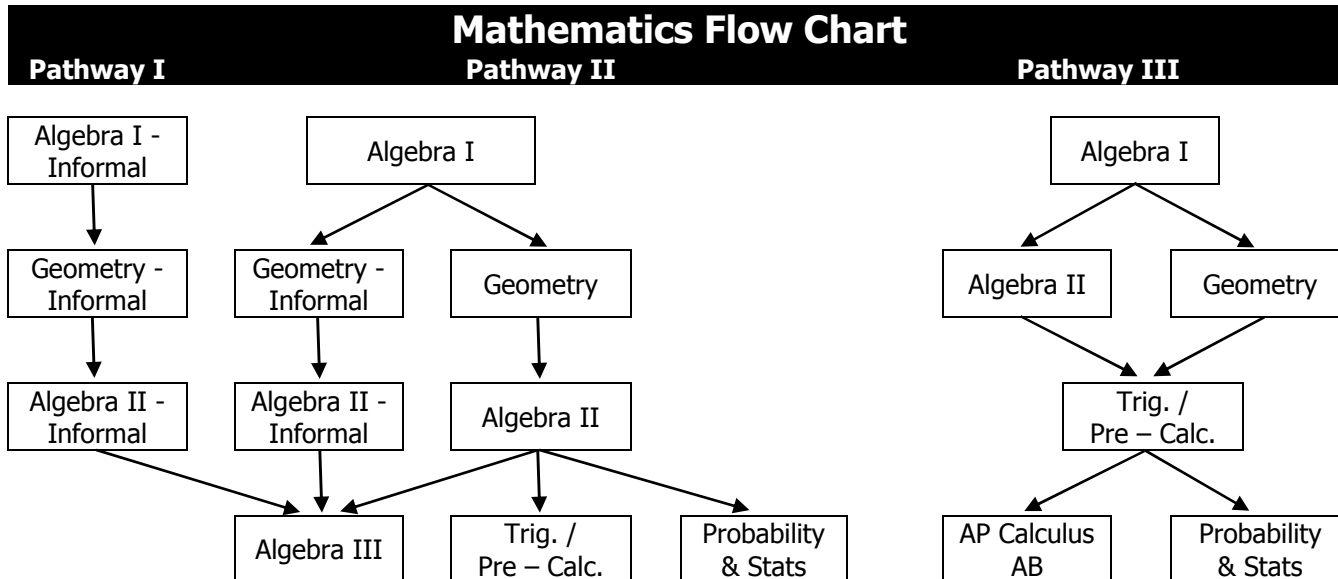 Mathematics Flow Chart
Pathway I
Pathway II
Pathway III
Algebra I -
Informal
Algebra I
Algebra I
Geometry -
Informal
Geometry -
Informal
Geometry
Algebra II
Geometry
Algebra II -
Informal
Algebra II -
Informal
Algebra II
Trig. /
Pre – Calc.
Algebra III
Trig. /
Pre – Calc.
Probability
& Stats
AP Calculus
AB
Probability
& Stats